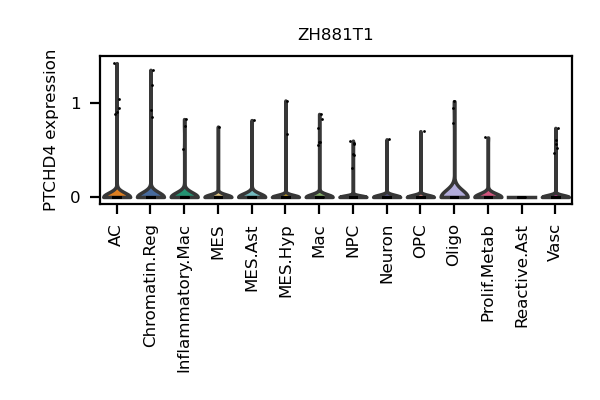 ZH881T1
PTCHD4 expression
1
0
AC
Chromatin.Reg
Inflammatory.Mac
MES
MES.Ast
MES.Hyp
Mac
NPC
Neuron
OPC
Oligo
Prolif.Metab
Reactive.Ast
Vasc